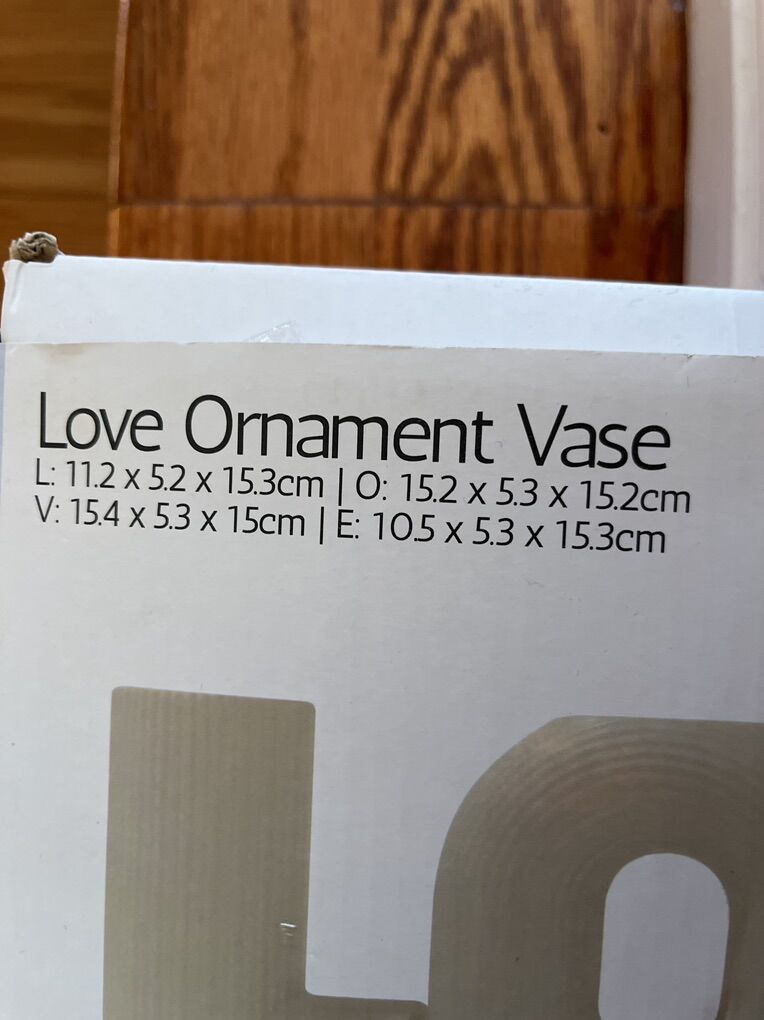 Love Ornament Vase
L: 11.2 x 5.2 x 15.3cm | O: 15.2 x 5.3 x 15.2cm
V: 15.4 x 5.3 x 15cm | E: 10.5 x 5.3 x 15.3cm
LO